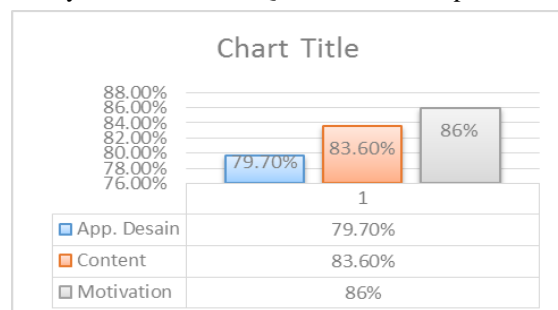 Chart Title
88.00%
86.00%
84.00%
82.00%
80.00%
78.00%
76.00%
79.70%
83.60%
86%
1
App. Desain 79.70%
Content 83.60%
Motivation 86%